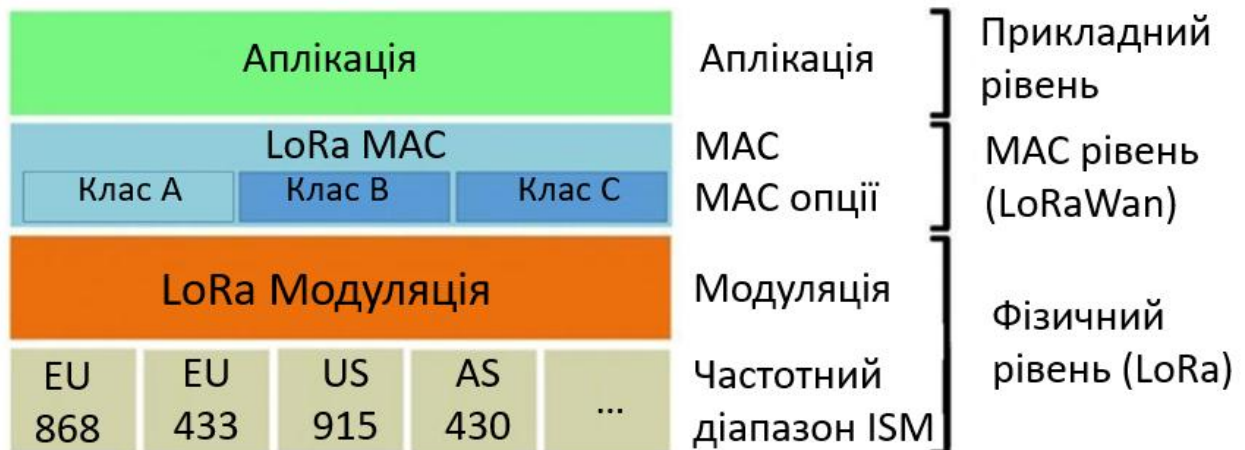 Аплікація
Аплікація
Прикладний
рівень
LoRa MAC
Клас A
Клас B
Клас C
MAC
MAC опції
MAC рівень
(LoRaWan)
LoRa Модуляція
Модуляція
EU
868
EU
433
US
915
AS
430
...
Частотний
діапазон ISM
Фізичний
рівень (LoRa)